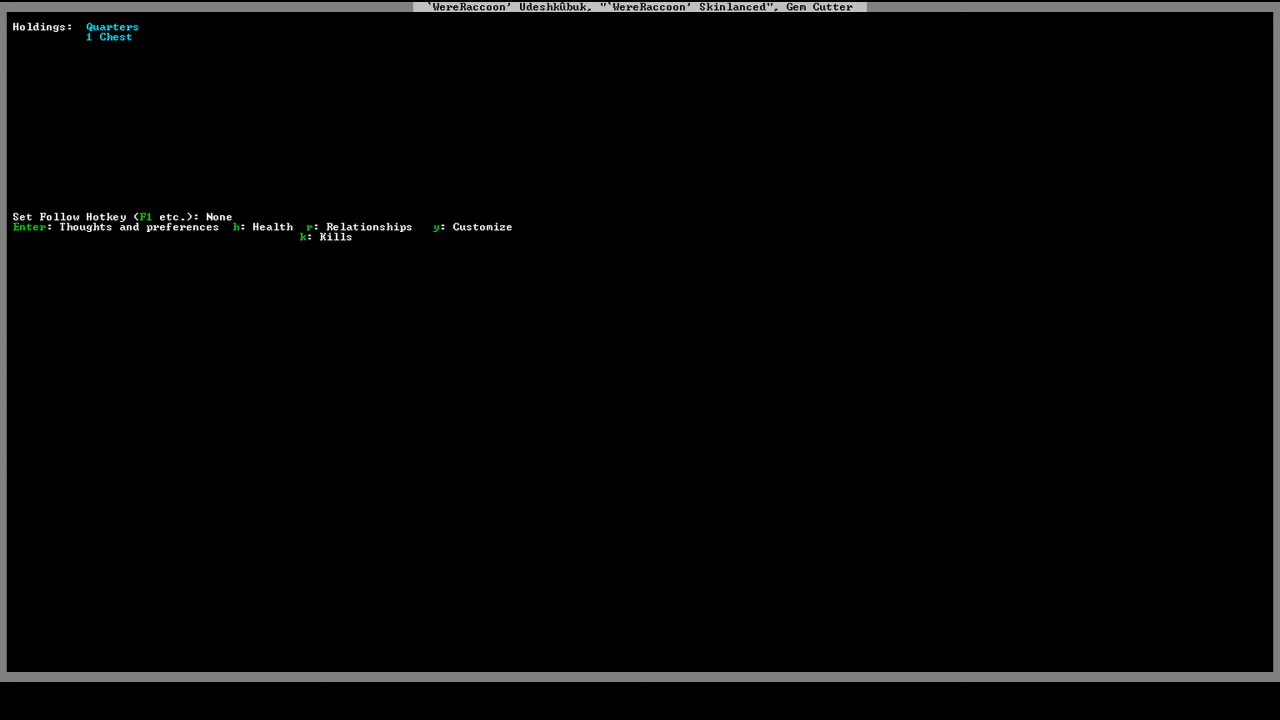 `WereRaccoon' Udeshkûbuk, "`WereRaccoon' Skinlanced", Gem Cutter
Holdings: Quarters
1 Chest
Set Follow Hotkey (F1 etc.): None
Enter: Thoughts and preferences h: Health r: Relationships y: Customize
k: Kills